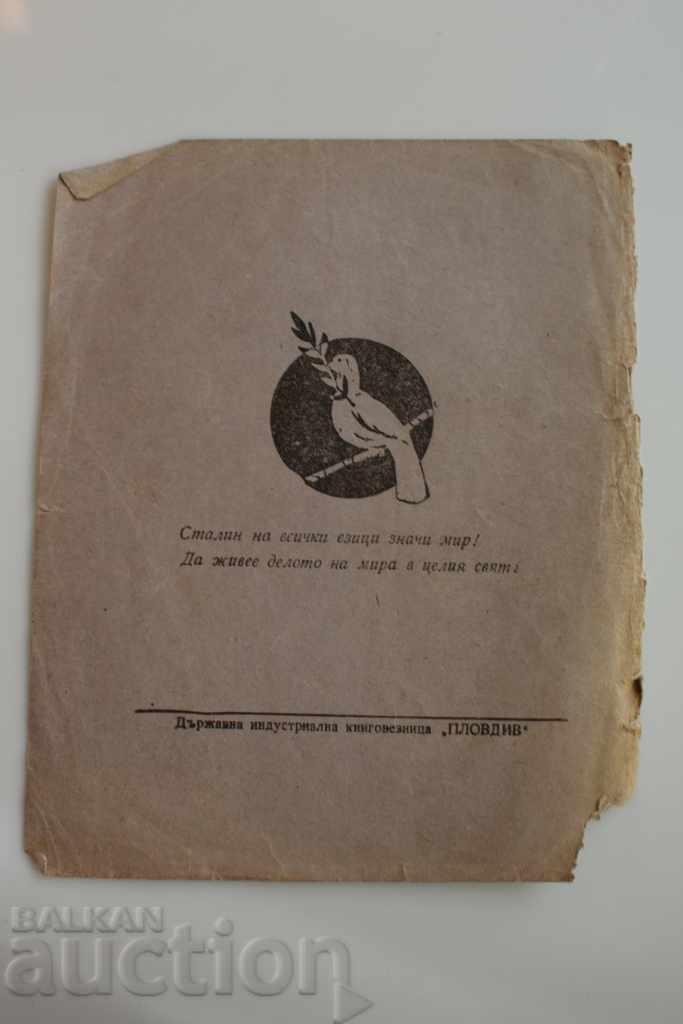 Сталин на всички езици значи мир!
Да живее делото на мира в целия свят!
Държавна индустриална книговезница „ПЛОВДИВ“
BALKAN
auction